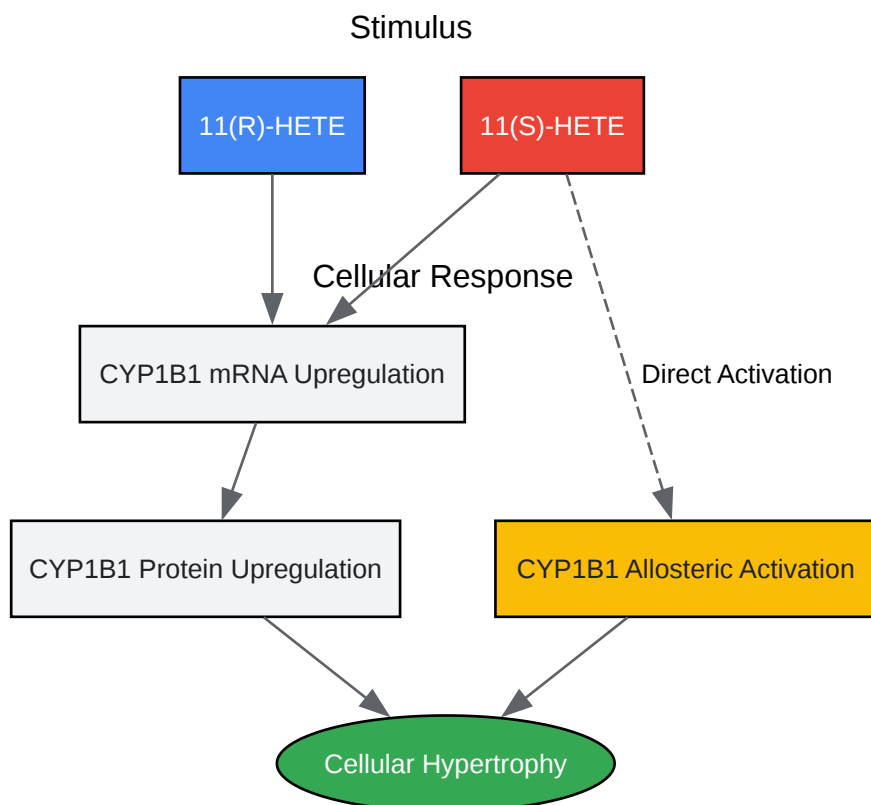 Stimulus
11(R)-HETE
11(S)-HETE
Cellular Response
CYP1B1 mRNA Upregulation
Direct Activation
CYP1B1 Protein Upregulation
CYP1B1 Allosteric Activation
Cellular Hypertrophy